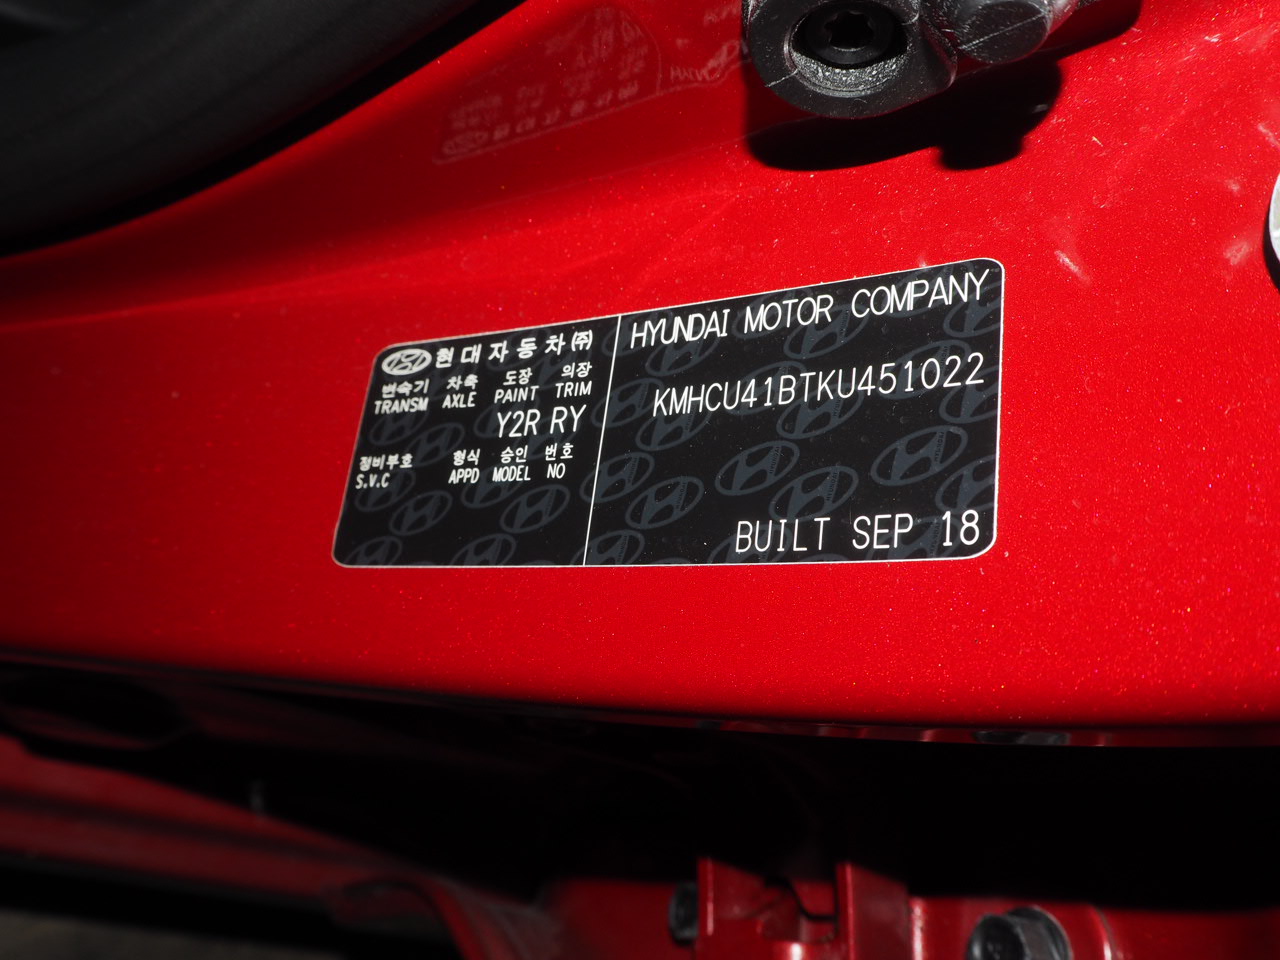 현대자동차(주)
변속기 차축 도장 의장
TRANSM AXLE PAINT TRIM
Y2R RY
정비부호 형식 승인 번호
S.V.C APPD MODEL NO
HYUNDAI MOTOR COMPANY
KMHCU41BTKU451022
BUILT SEP 18